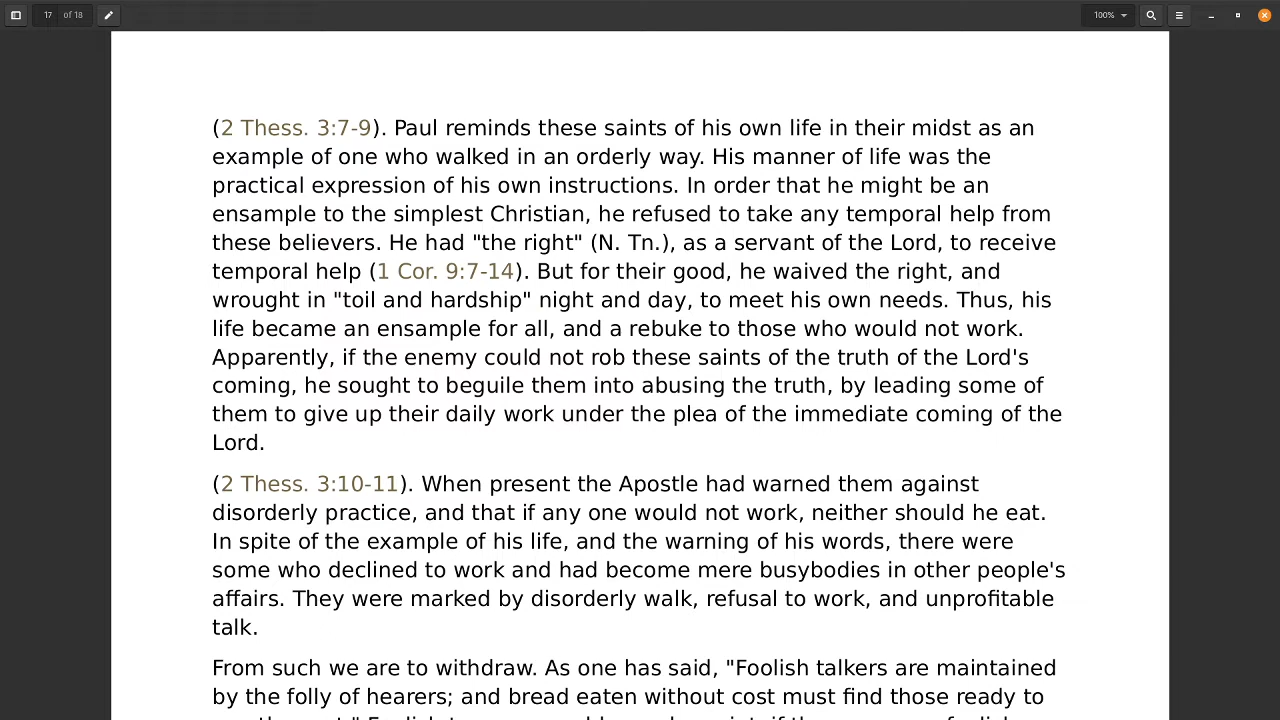 17 of 18
100%
(2 Thess. 3:7-9). Paul reminds these saints of his own life in their midst as an
example of one who walked in an orderly way. His manner of life was the
practical expression of his own instructions. In order that he might be an
ensample to the simplest Christian, he refused to take any temporal help from
these believers. He had "the right" (N. Tn.), as a servant of the Lord, to receive
temporal help (1 Cor. 9:7-14). But for their good, he waived the right, and
wrought in "toil and hardship" night and day, to meet his own needs. Thus, his
life became an ensample for all, and a rebuke to those who would not work.
Apparently, if the enemy could not rob these saints of the truth of the Lord's
coming, he sought to beguile them into abusing the truth, by leading some of
them to give up their daily work under the plea of the immediate coming of the
Lord.
(2 Thess. 3:10-11). When present the Apostle had warned them against
disorderly practice, and that if any one would not work, neither should he eat.
In spite of the example of his life, and the warning of his words, there were
some who declined to work and had become mere busybodies in other people's
affairs. They were marked by disorderly walk, refusal to work, and unprofitable
talk.
From such we are to withdraw. As one has said, "Foolish talkers are maintained
by the folly of hearers; and bread eaten without cost must find those ready to